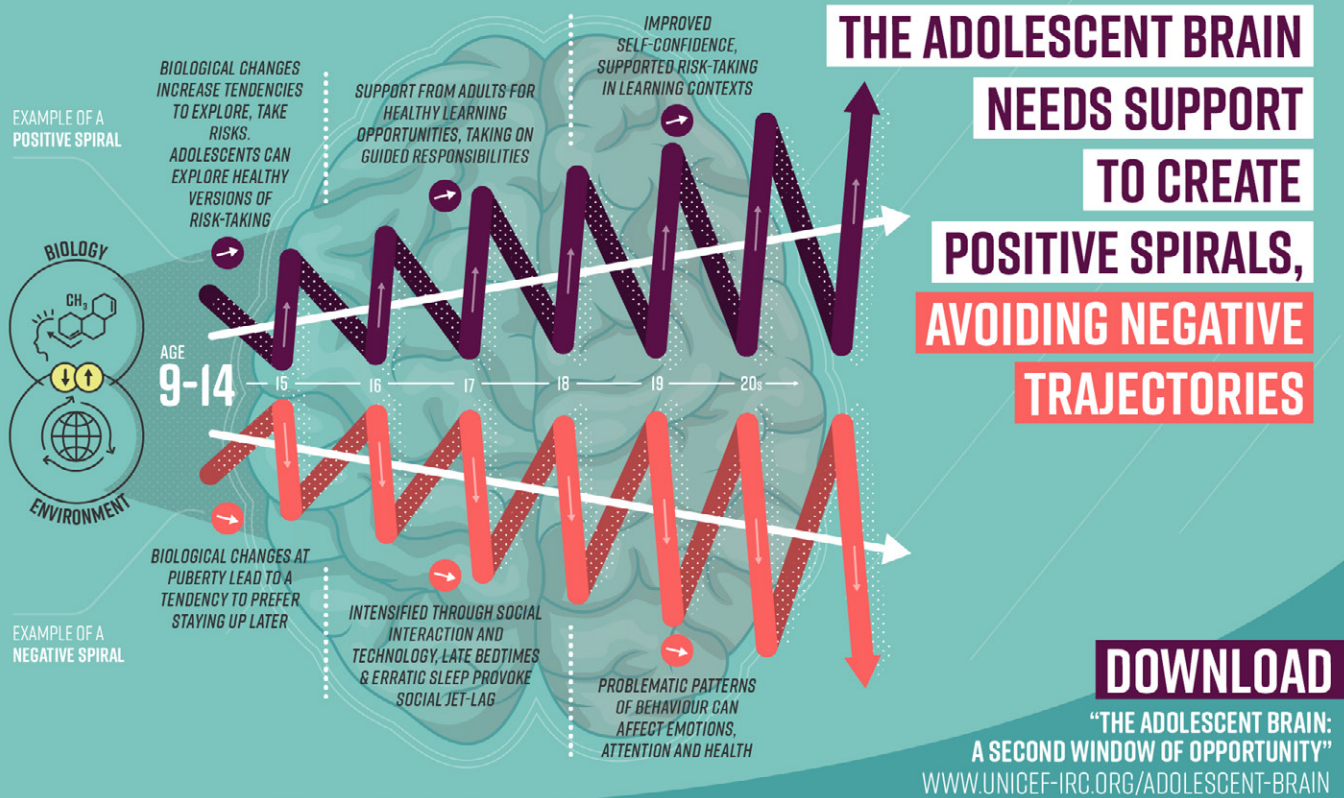 THE ADOLESCENT BRAIN
NEEDS SUPPORT
TO CREATE
POSITIVE SPIRALS,
AVOIDING NEGATIVE
TRAJECTORIES
EXAMPLE OF A
POSITIVE SPIRAL
BIOLOGICAL CHANGES
INCREASE TENDENCIES
TO EXPLORE, TAKE
RISKS.
ADOLESCENTS CAN
EXPLORE HEALTHY
VERSIONS OF
RISK-TAKING
SUPPORT FROM ADULTS FOR
HEALTHY LEARNING
OPPORTUNITIES, TAKING ON
GUIDED RESPONSIBILITIES
IMPROVED
SELF-CONFIDENCE,
SUPPORTED RISK-TAKING
IN LEARNING CONTEXTS
BIOLOGY
CH3
ENVIRONMENT
AGE
9-14
15
16
17
18
19
20s
EXAMPLE OF A
NEGATIVE SPIRAL
BIOLOGICAL CHANGES AT
PUBERTY LEAD TO A
TENDENCY TO PREFER
STAYING UP LATER
INTENSIFIED THROUGH SOCIAL
INTERACTION AND
TECHNOLOGY, LATE BEDTIMES
& ERRATIC SLEEP PROVOKE
SOCIAL JET-LAG
PROBLEMATIC PATTERNS
OF BEHAVIOUR CAN
AFFECT EMOTIONS,
ATTENTION AND HEALTH
DOWNLOAD
“THE ADOLESCENT BRAIN:
A SECOND WINDOW OF OPPORTUNITY”
WWW.UNICEF-IRC.ORG/ADOLESCENT-BRAIN